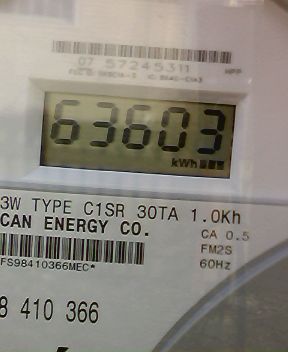 07 57245311
63603
kWh
3W TYPE C1SR 30TA 1.0Kh
CAN ENERGY CO.
CA 0.5
FM2S
FS98410366MEC*
60Hz
8 410 366